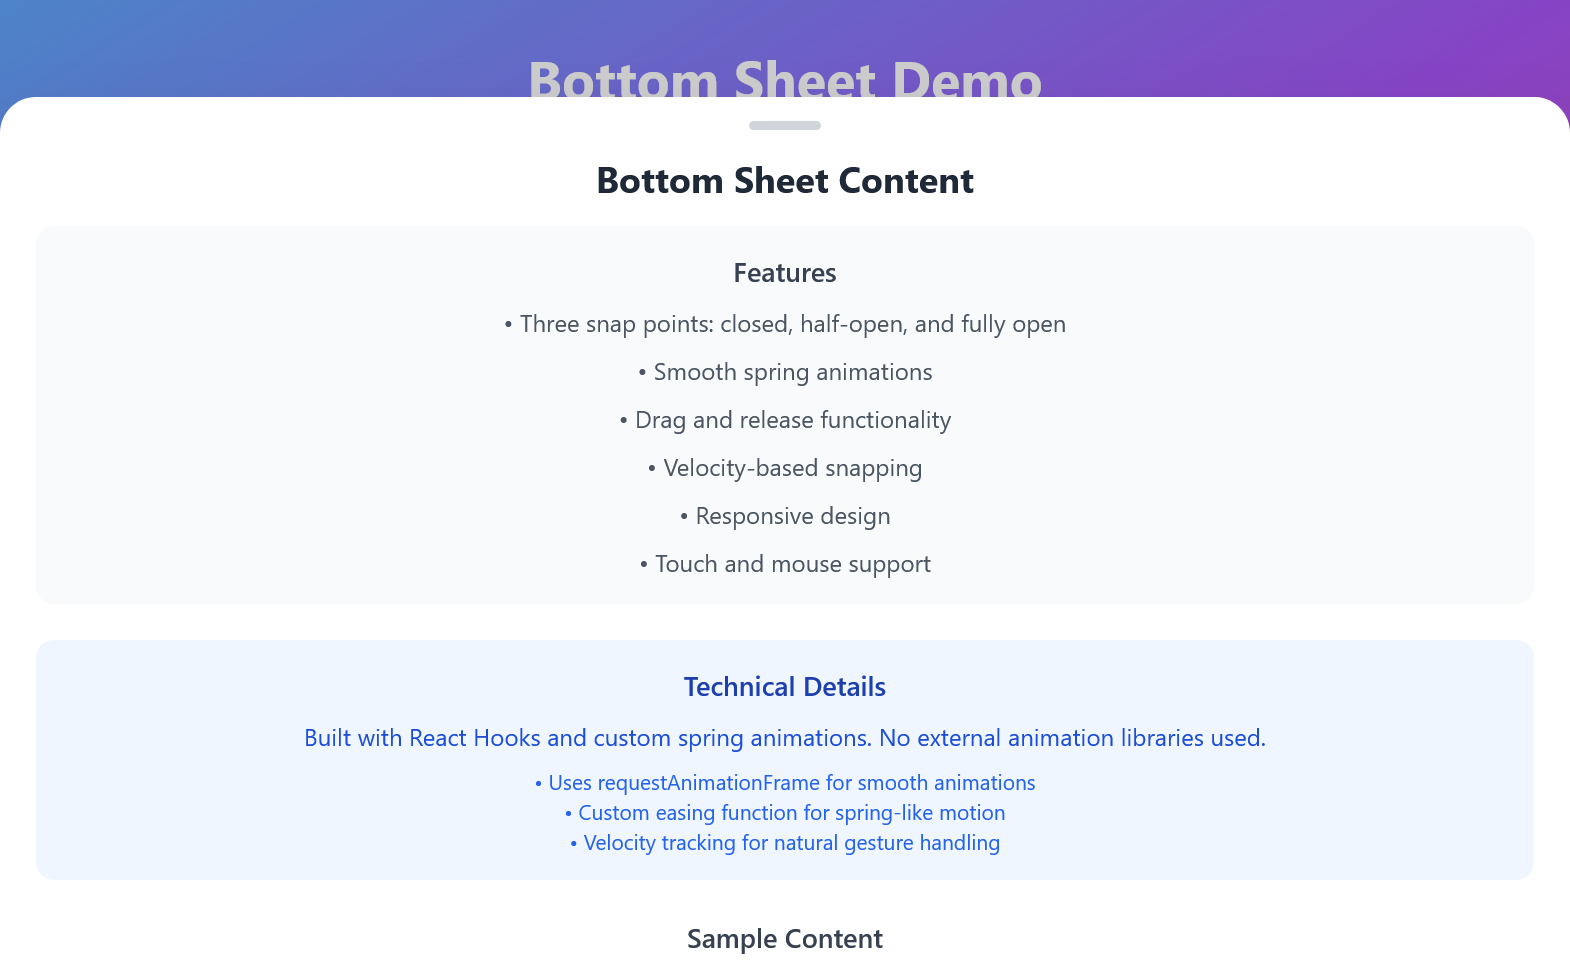 Bottom Sheet Demo
Bottom Sheet Content
Features
• Three snap points: closed, half-open, and fully open
• Smooth spring animations
• Drag and release functionality
• Velocity-based snapping
• Responsive design
• Touch and mouse support
Technical Details
Built with React Hooks and custom spring animations. No external animation libraries used.
• Uses requestAnimationFrame for smooth animations
• Custom easing function for spring-like motion
• Velocity tracking for natural gesture handling
Sample Content